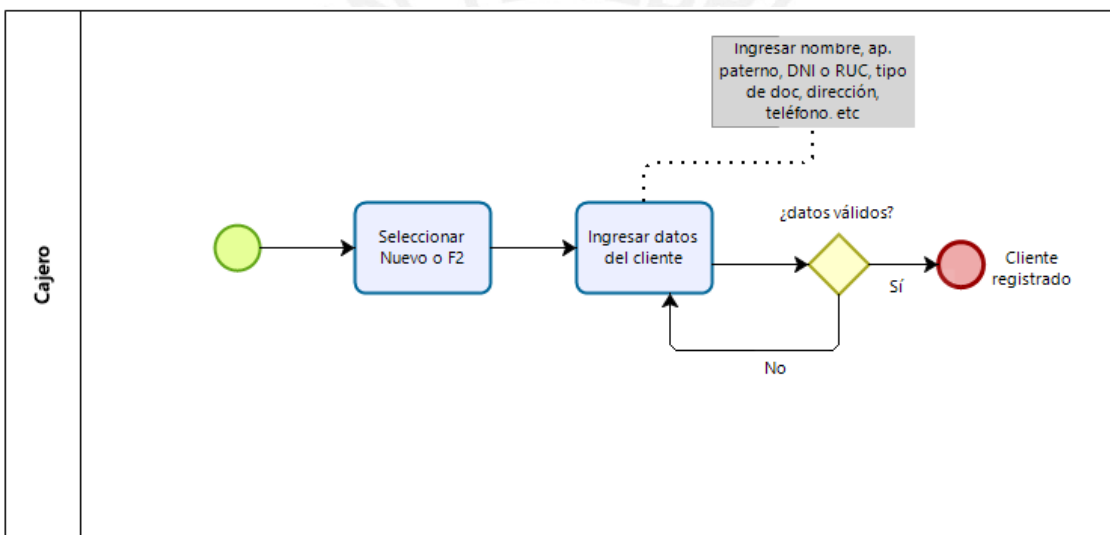 Cajero
Ingresar nombre, ap.
paterno, DNI o RUC, tipo
de doc, dirección,
teléfono. etc
Seleccionar
Nuevo o F2
Ingresar datos
del cliente
¿datos válidos?
Sí
No
Cliente
registrado